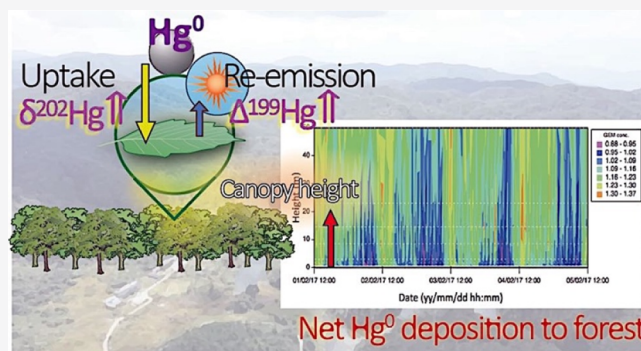 Hg⁰
Uptake Re-emission
δ²⁰²Hg⇑ Δ¹⁹⁹Hg⇑
Canopy height
Height (m)
40
30
20
10
0
01/02/17 12:00 02/02/17 12:00 03/02/17 12:00 04/02/17 12:00 05/02/17 12:00
Date (yy/mm/dd hh:mm)
GEM conc.
0.88 - 0.95
0.95 - 1.02
1.02 - 1.09
1.09 - 1.16
1.16 - 1.23
1.23 - 1.30
1.30 - 1.37
Net Hg⁰ deposition to forest